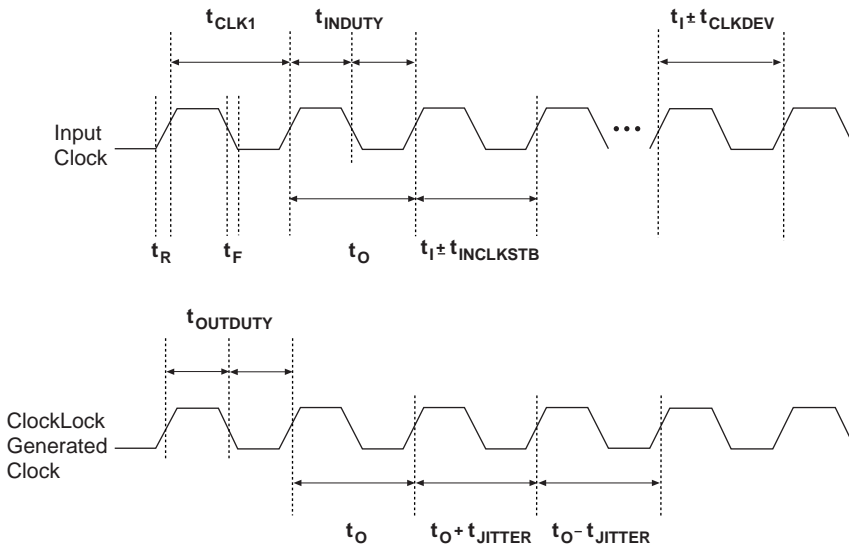 tCLK1 tINDUTY tI ± tCLKDEV
Input
Clock
tR tF tO tI ± tINCLKSTB
tOUTDUTY
ClockLock
Generated
Clock
tO tO + tJITTER tO − tJITTER